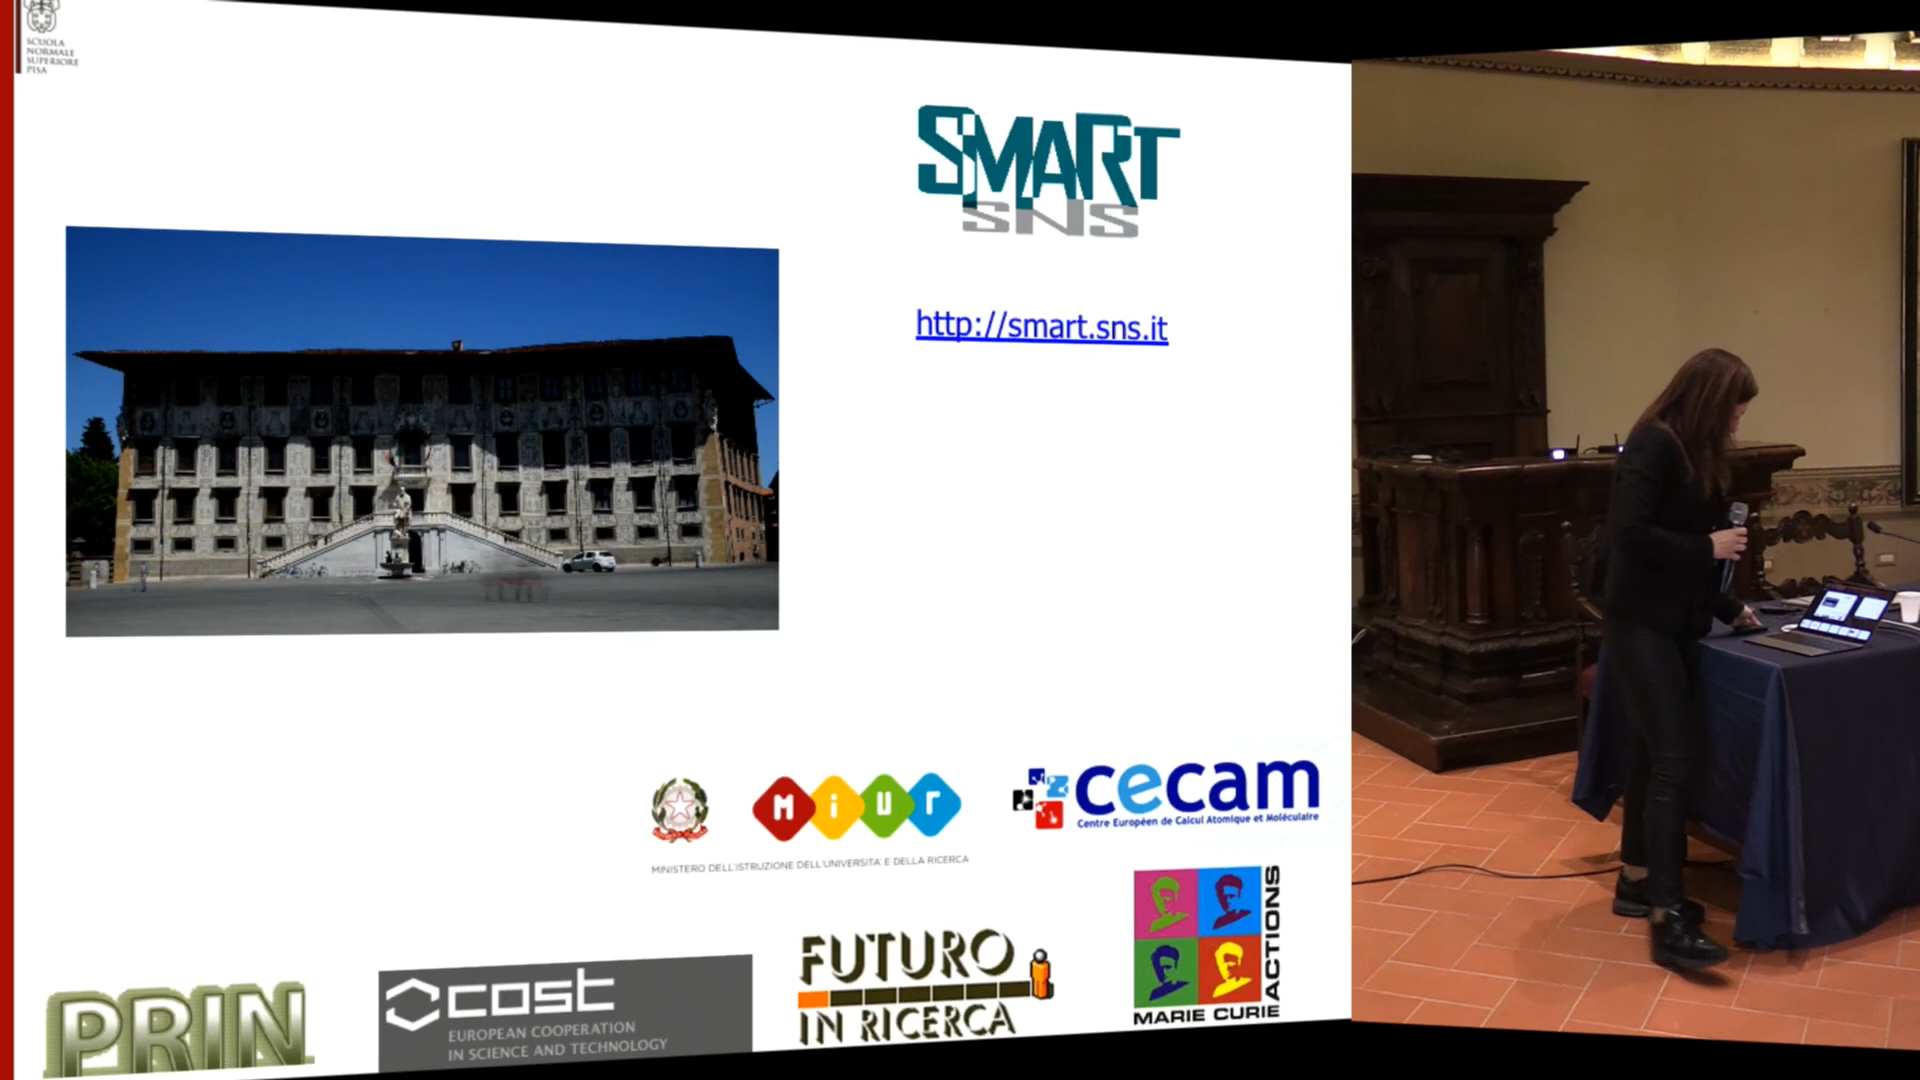 SCUOLA
NORMALE
SUPERIORE
PISA
SMART
SNS
http://smart.sns.it
MiUr
MINISTERO DELL'ISTRUZIONE DELL'UNIVERSITA' E DELLA RICERCA
cecam
Centre Européen de Calcul Atomique et Moléculaire
PRIN
cost
EUROPEAN COOPERATION
IN SCIENCE AND TECHNOLOGY
FUTURO
IN RICERCA
MARIE CURIE
ACTIONS